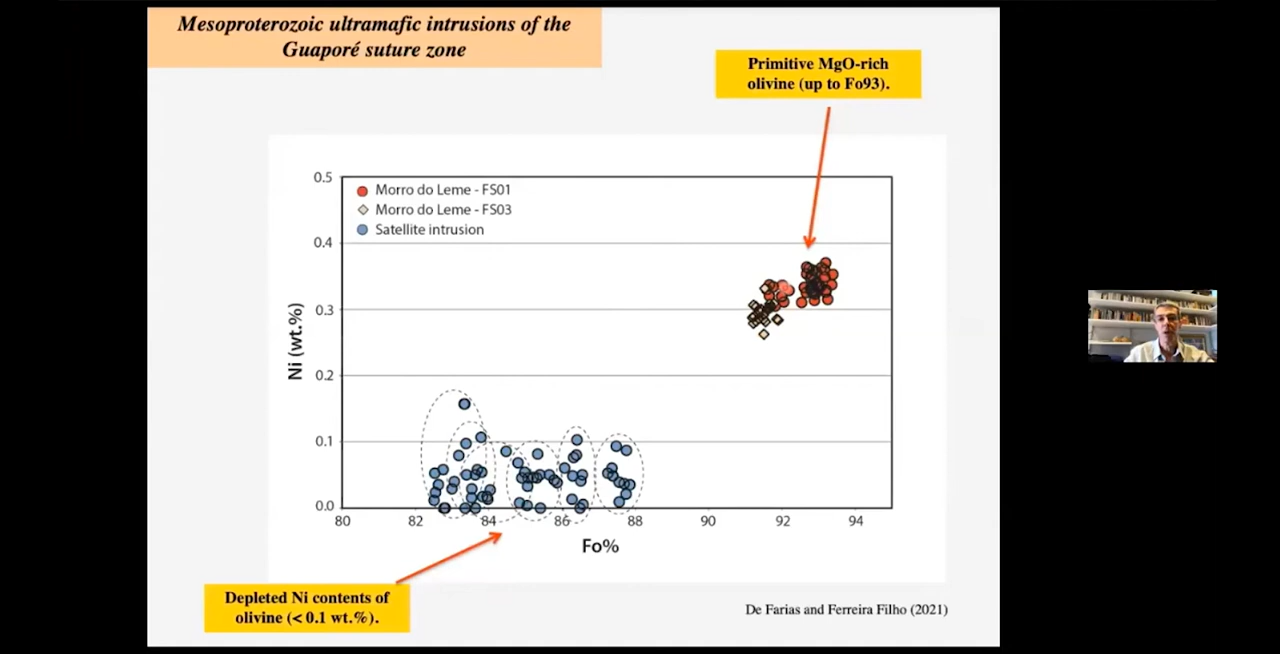 Mesoproterozoic ultramafic intrusions of the
Guaporé suture zone
Primitive MgO-rich
olivine (up to Fo93).
0.5
0.4
0.3
0.2
0.1
0.0
Ni (wt.%)
Morro do Leme - FS01
Morro do Leme - FS03
Satellite intrusion
80
82
84
86
88
90
92
94
Fo%
Depleted Ni contents of
olivine (< 0.1 wt.%).
De Farias and Ferreira Filho (2021)